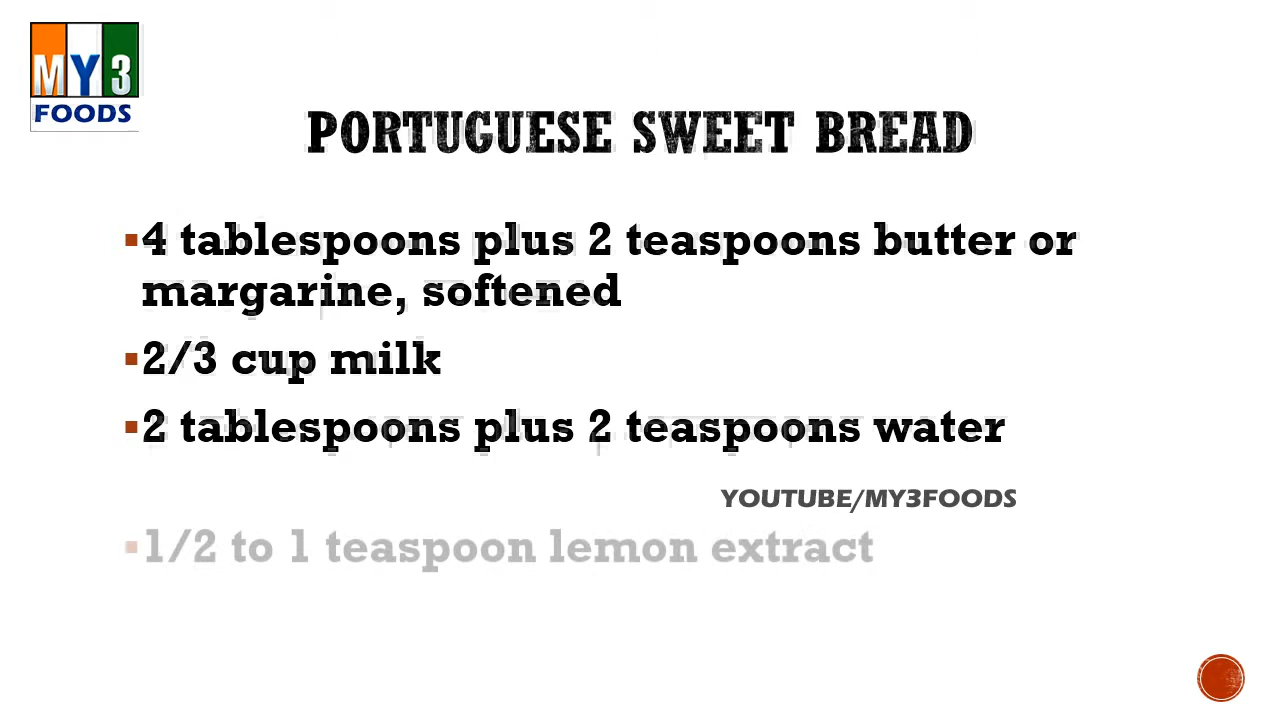 MY3
FOODS
PORTUGUESE SWEET BREAD
▪4 tablespoons plus 2 teaspoons butter or
margarine, softened
▪2/3 cup milk
▪2 tablespoons plus 2 teaspoons water
YOUTUBE/MY3FOODS
▪1/2 to 1 teaspoon lemon extract